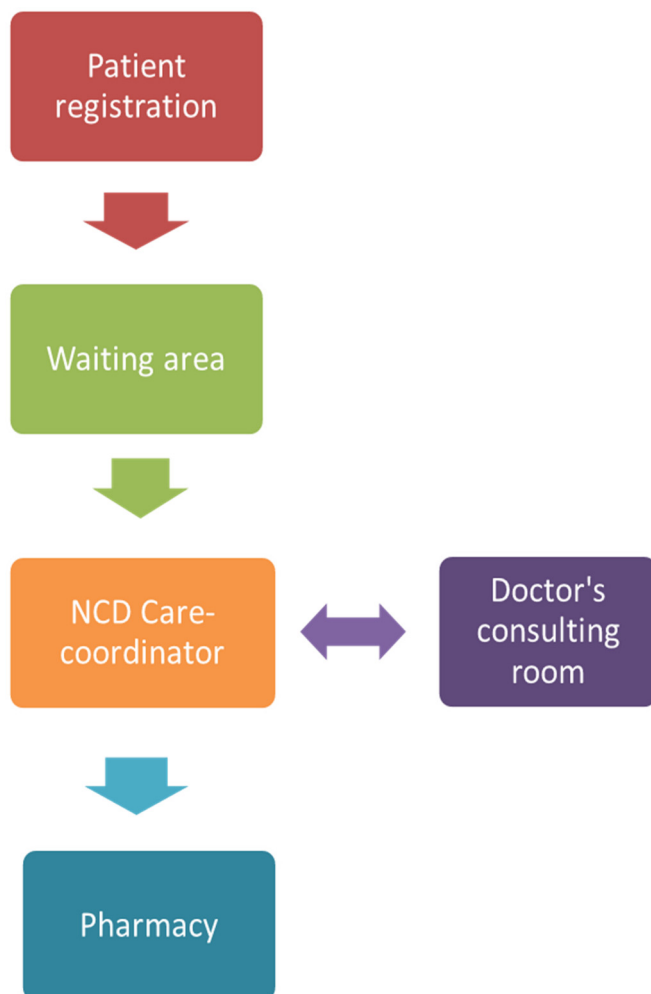 Patient
registration
Waiting area
NCD Care-
coordinator
Doctor's
consulting
room
Pharmacy